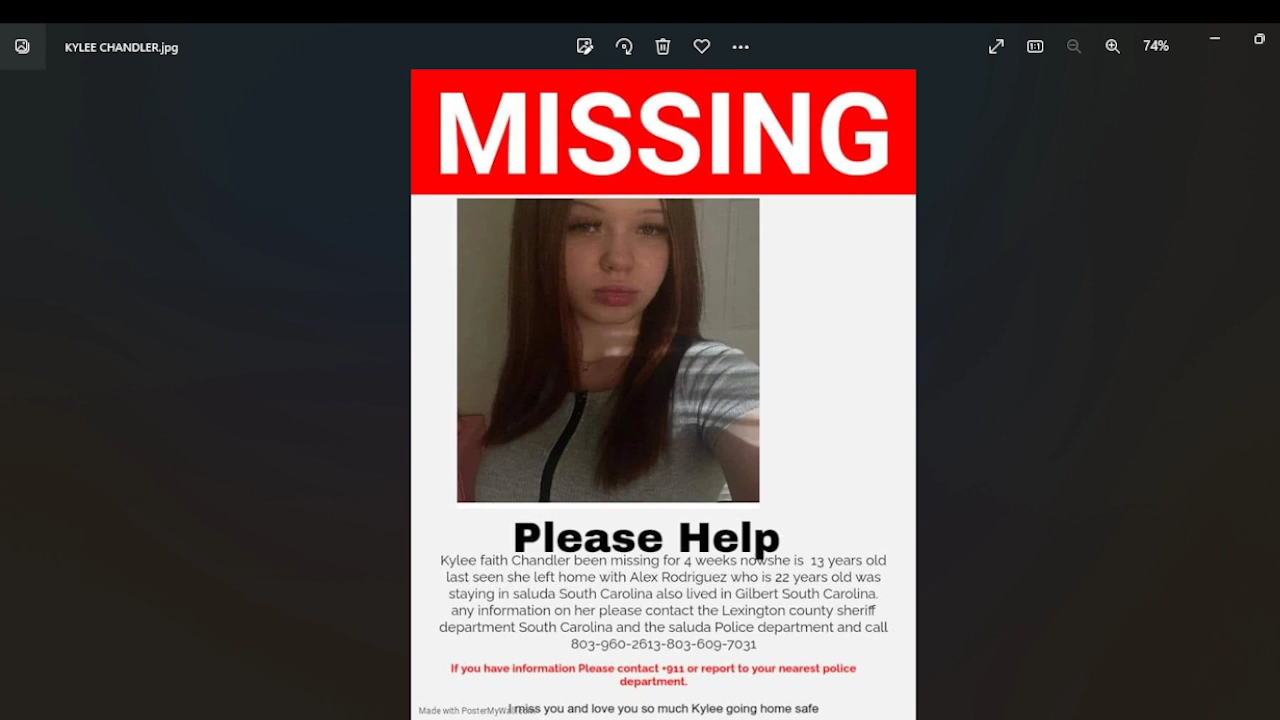 KYLEE CHANDLER.jpg
74%
MISSING
Please Help
Kylee faith Chandler been missing for 4 weeks nowshe is 13 years old
last seen she left home with Alex Rodriguez who is 22 years old was
staying in saluda South Carolina also lived in Gilbert South Carolina.
any information on her please contact the Lexington county sheriff
department South Carolina and the saluda Police department and call
803-960-2613-803-609-7031
If you have information Please contact +911 or report to your nearest police
department.
Made with PosterMyWall.com
I miss you and love you so much Kylee going home safe